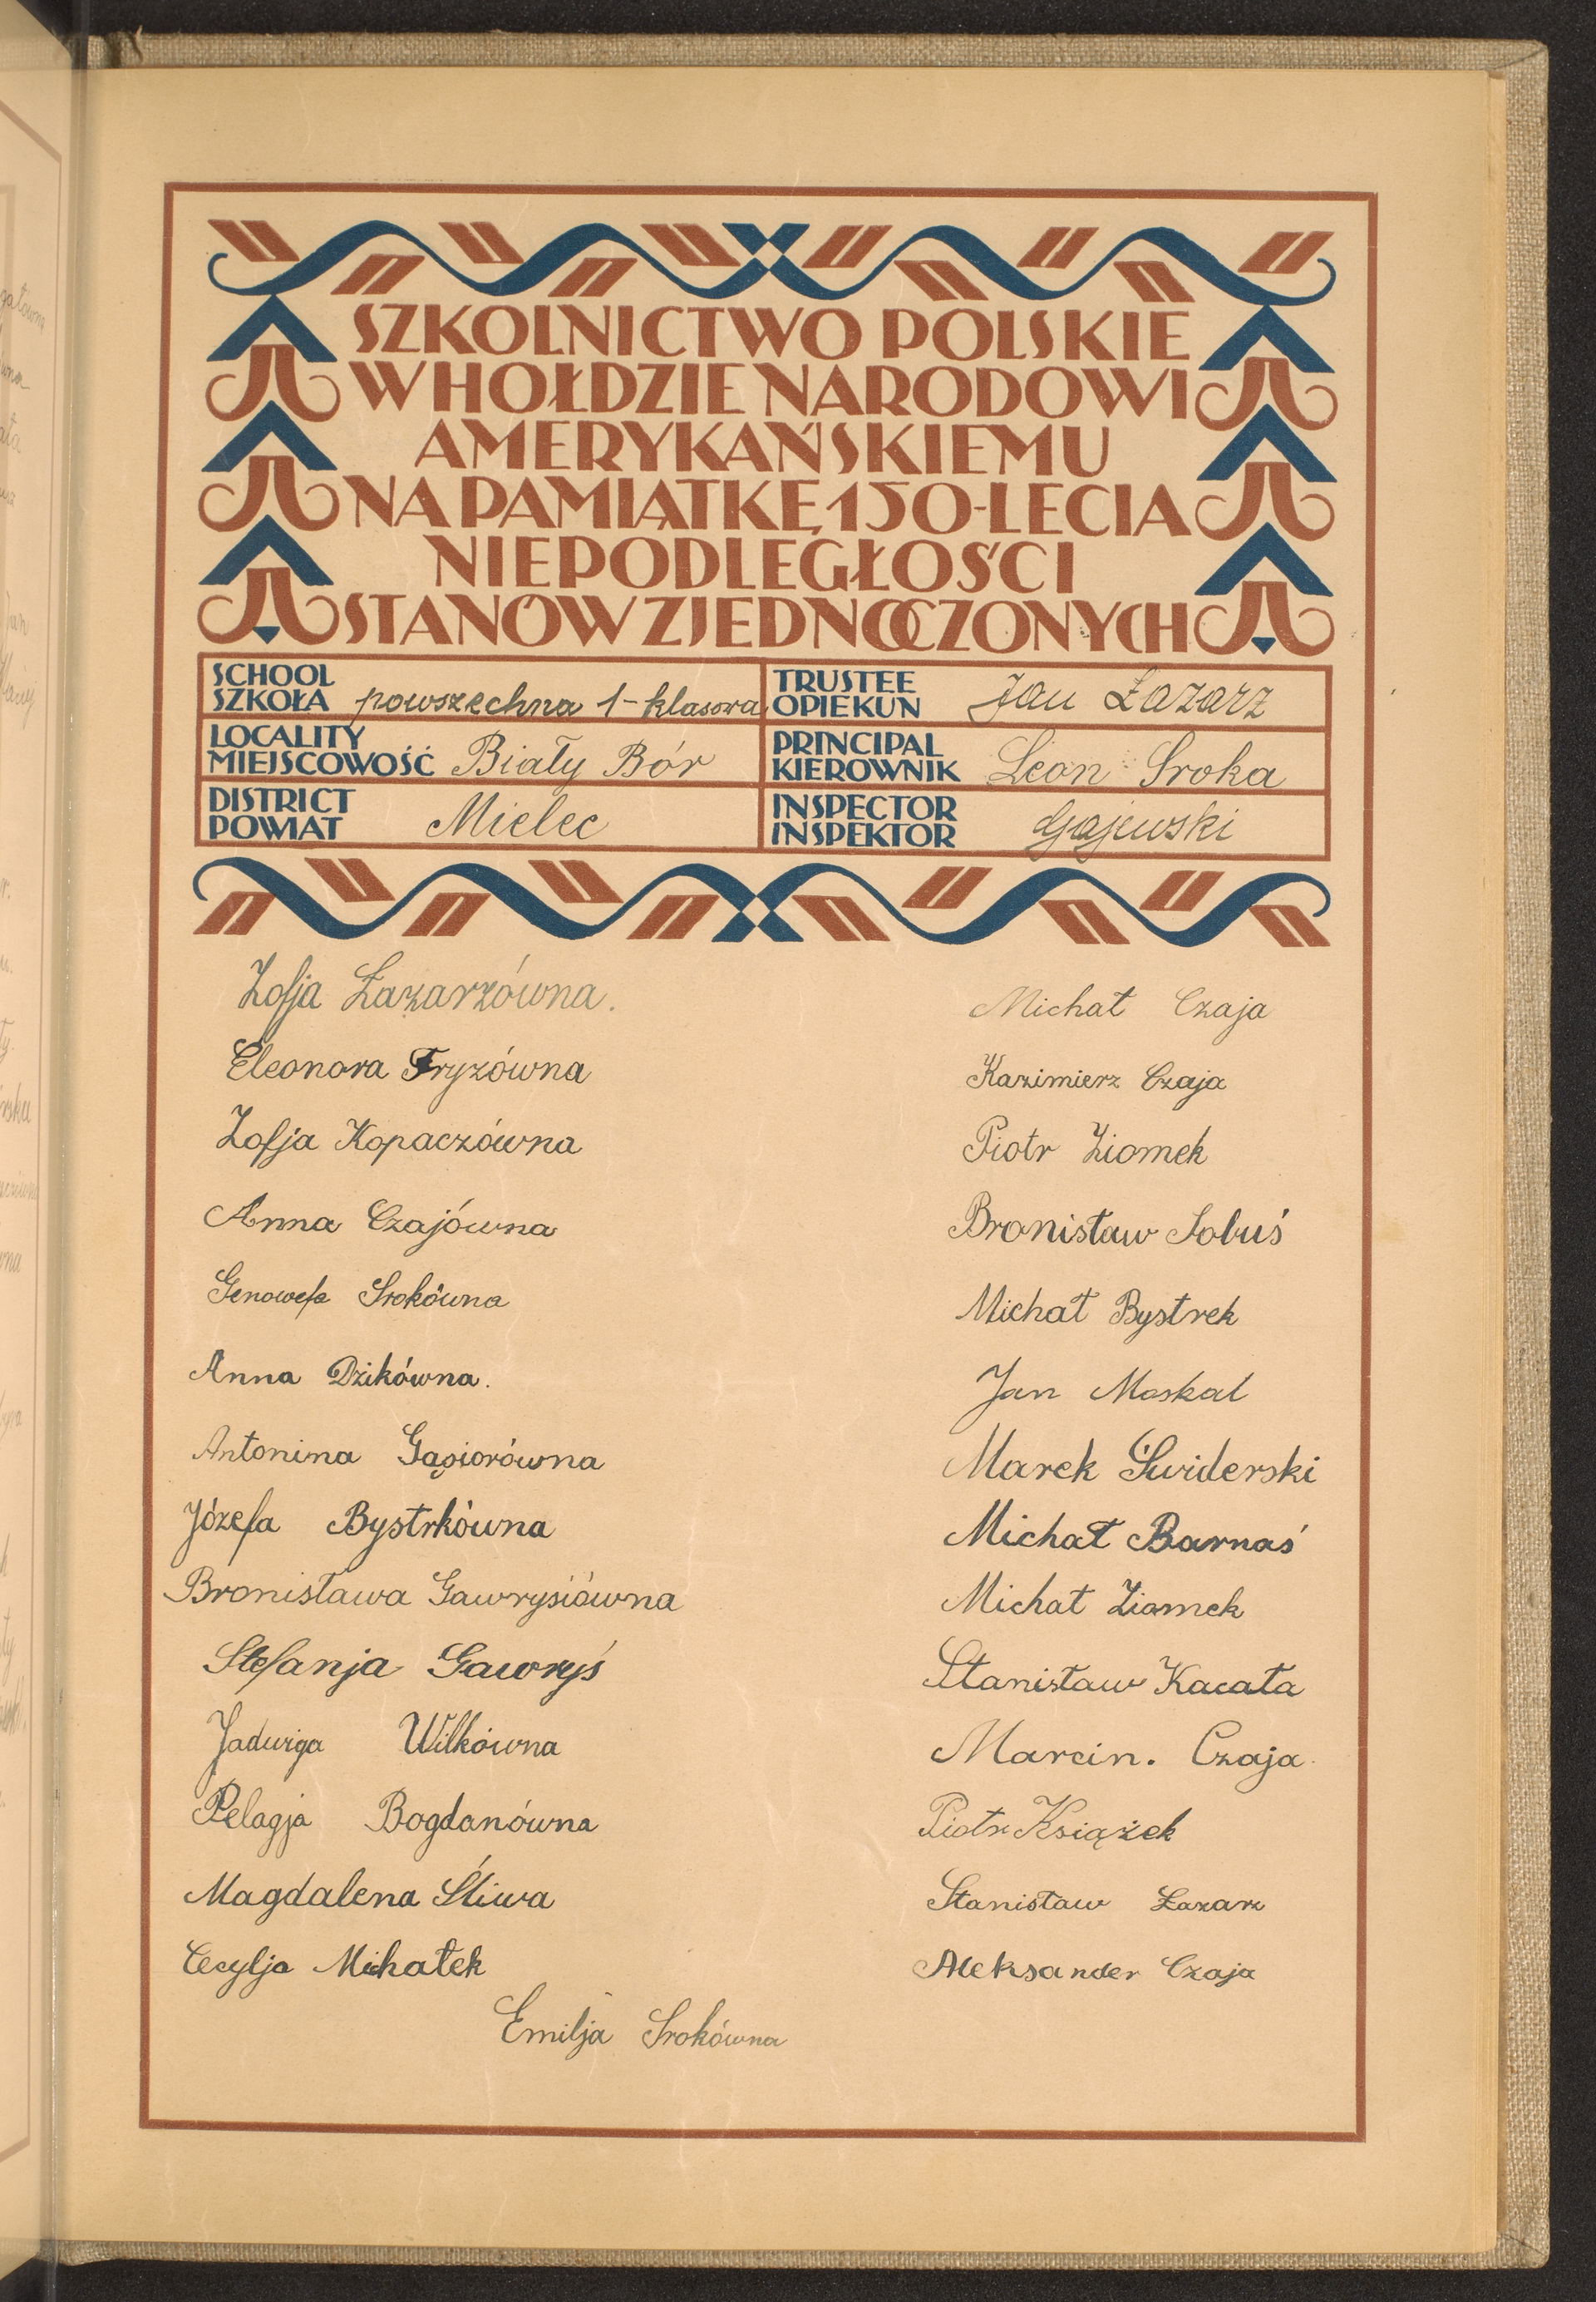 SZKOLNICTWO POLSKIE
W HOŁDZIE NARODOWI
AMERYKAŃSKIEMU
NA PAMIĄTKĘ 150-LECIA
NIEPODLEGŁOŚCI
STANÓW ZJEDNOCZONYCH
SCHOOL
SZKOŁA powszechna 1-klasowa
LOCALITY
MIEJSCOWOŚĆ Biały Bór
DISTRICT
POWIAT Mielec
TRUSTEE
OPIEKUN Jan Łazarz
PRINCIPAL
KIEROWNIK Leon Sroka
INSPECTOR
INSPEKTOR Gajewski
Zofja Łazarzówna.
Eleonora Fryzówna
Zofja Kopaczówna
Anna Czajówna
Genowefa Srokówna
Anna Dzikówna.
Antonina Gąsiorówna
Józefa Bystrkówna
Bronisława Gawrysiówna
Stefanja Gawryś
Jadwiga Wilkówna
Pelagja Bogdanówna
Magdalena Śliwa
Cecylja Michałek
Emilja Srokówna
Michał Czaja
Kazimierz Czaja
Piotr Ziomek
Bronisław Sobuś
Michał Bystrek
Jan Moskal
Marek Świderski
Michał Barnaś
Michał Ziomek
Stanisław Kacała
Marcin. Czaja
Piotr Książek
Stanisław Łazarz
Aleksander Czaja